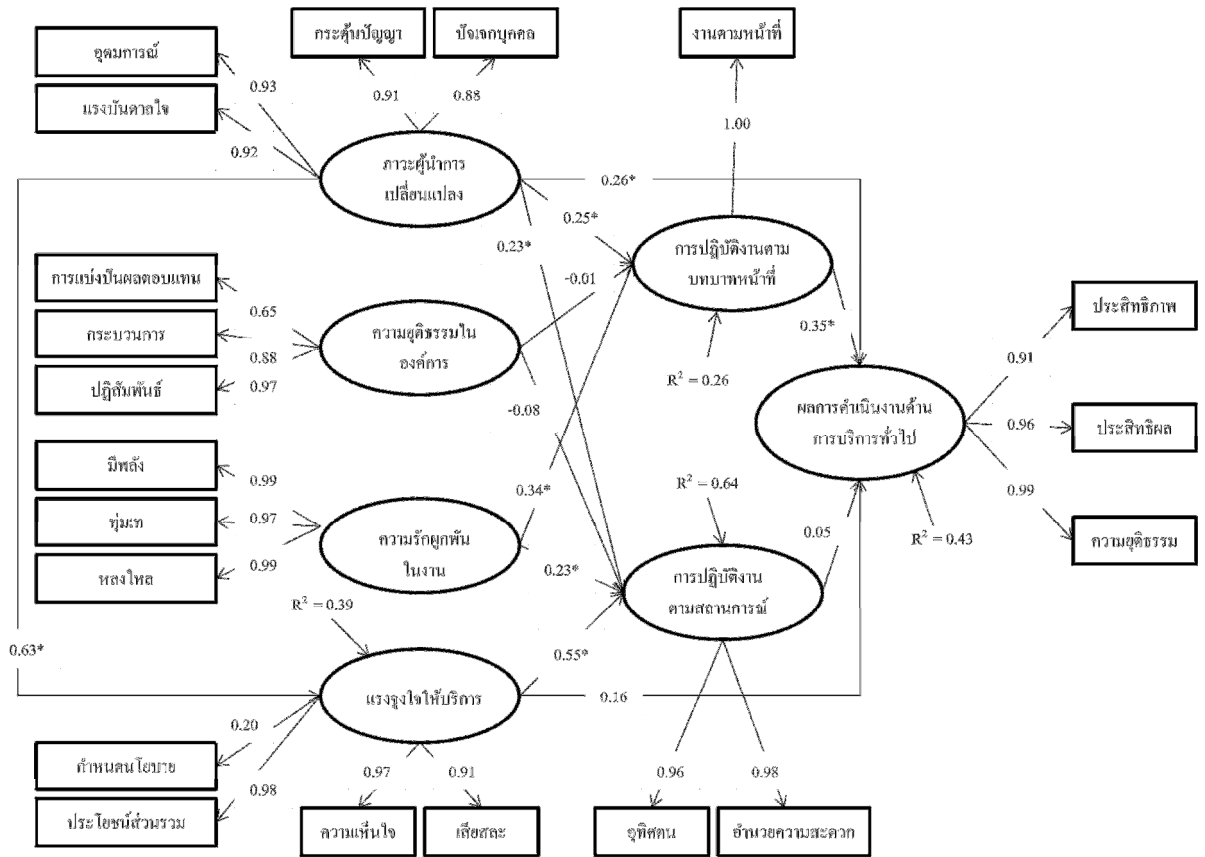 กระตุ้นปัญญา
ปัจเจกบุคคล
งานตามหน้าที่
อุดมการณ์
0.93
แรงบันดาลใจ
0.91
0.88
0.92
1.00
ภาวะผู้นำการ
เปลี่ยนแปลง
0.26*
0.25*
0.23*
การปฏิบัติงานตาม
บทบาทหน้าที่
การแบ่งปันผลตอบแทน
-0.01
0.65
กระบวนการ
0.88
ความยุติธรรมใน
องค์การ
0.35*
ประสิทธิภาพ
ปฏิสัมพันธ์
0.97
R² = 0.26
0.91
-0.08
ผลการดำเนินงานด้าน
การบริการทั่วไป
0.96
ประสิทธิผล
มีพลัง
0.99
0.34*
R² = 0.64
0.99
ทุ่มเท
0.97
ความรักผูกพัน
ในงาน
0.05
R² = 0.43
ความยุติธรรม
หลงใหล
0.99
0.23*
การปฏิบัติงาน
ตามสถานการณ์
R² = 0.39
0.63*
0.55*
แรงจูงใจให้บริการ
0.16
0.20
กำหนดนโยบาย
0.98
0.97
0.91
0.96
0.98
ประโยชน์ส่วนรวม
ความเห็นใจ
เสียสละ
อุทิศตน
อำนวยความสะดวก